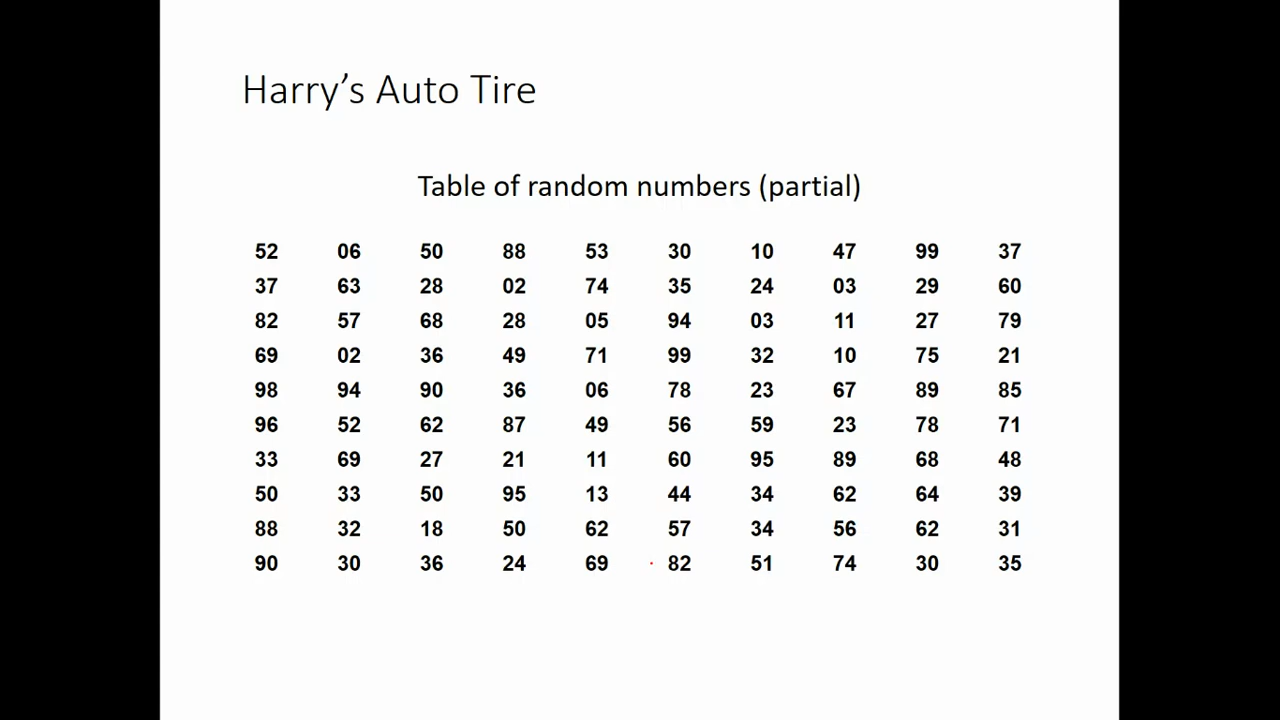 Harry’s Auto Tire
Table of random numbers (partial)
52 06 50 88 53 30 10 47 99 37
37 63 28 02 74 35 24 03 29 60
82 57 68 28 05 94 03 11 27 79
69 02 36 49 71 99 32 10 75 21
98 94 90 36 06 78 23 67 89 85
96 52 62 87 49 56 59 23 78 71
33 69 27 21 11 60 95 89 68 48
50 33 50 95 13 44 34 62 64 39
88 32 18 50 62 57 34 56 62 31
90 30 36 24 69 82 51 74 30 35